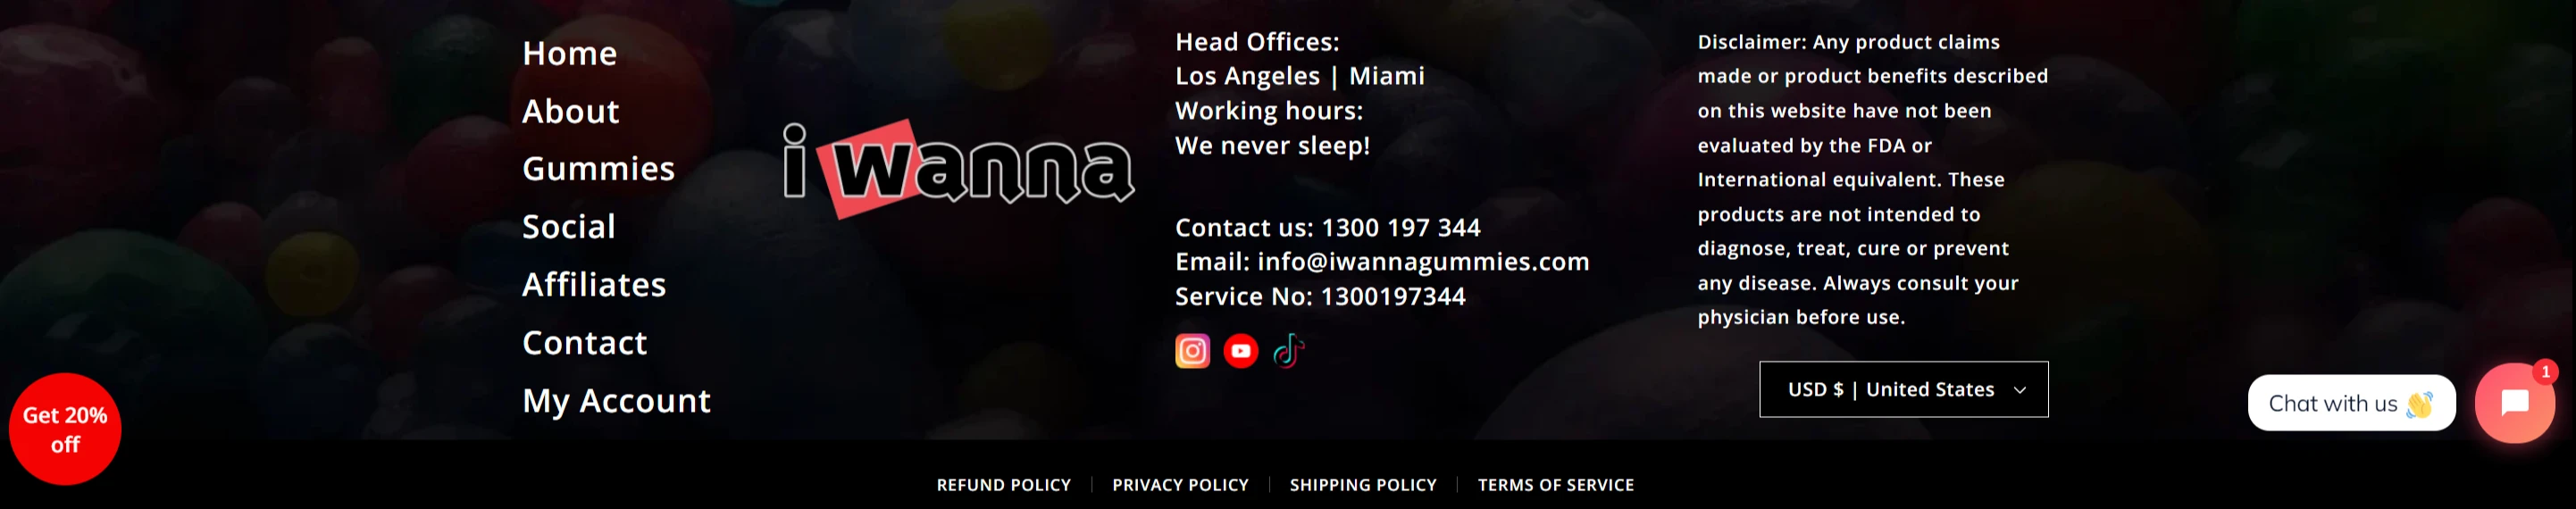 Home
About
Gummies
Social
Affiliates
Contact
My Account
i wanna
Head Offices:
Los Angeles | Miami
Working hours:
We never sleep!
Contact us: 1300 197 344
Email: info@iwannagummies.com
Service No: 1300197344
Disclaimer: Any product claims
made or product benefits described
on this website have not been
evaluated by the FDA or
International equivalent. These
products are not intended to
diagnose, treat, cure or prevent
any disease. Always consult your
physician before use.
USD $ | United States
Get 20%
off
Chat with us 👋
1
REFUND POLICY
PRIVACY POLICY
SHIPPING POLICY
TERMS OF SERVICE